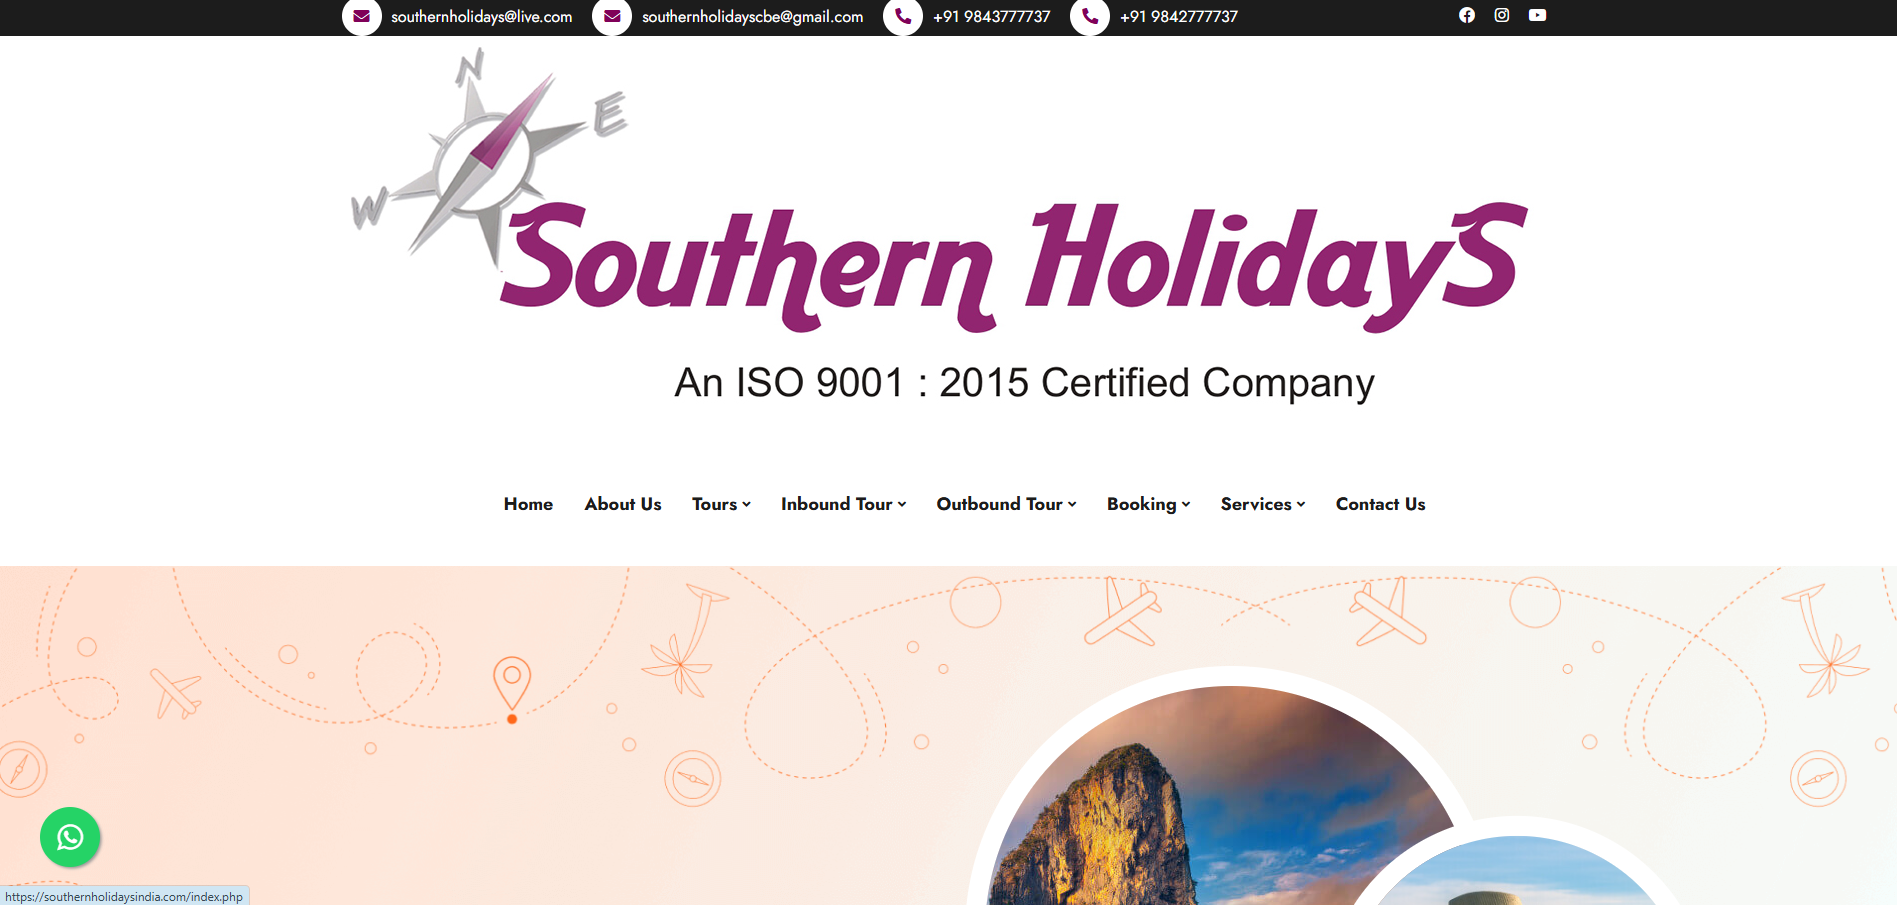 southernholidays@live.com southernholidayscbe@gmail.com +91 9843777737 +91 9842777737
N
E
W
Southern HolidayS
An ISO 9001 : 2015 Certified Company
Home About Us Tours Inbound Tour Outbound Tour Booking Services Contact Us
https://southernholidaysindia.com/index.php